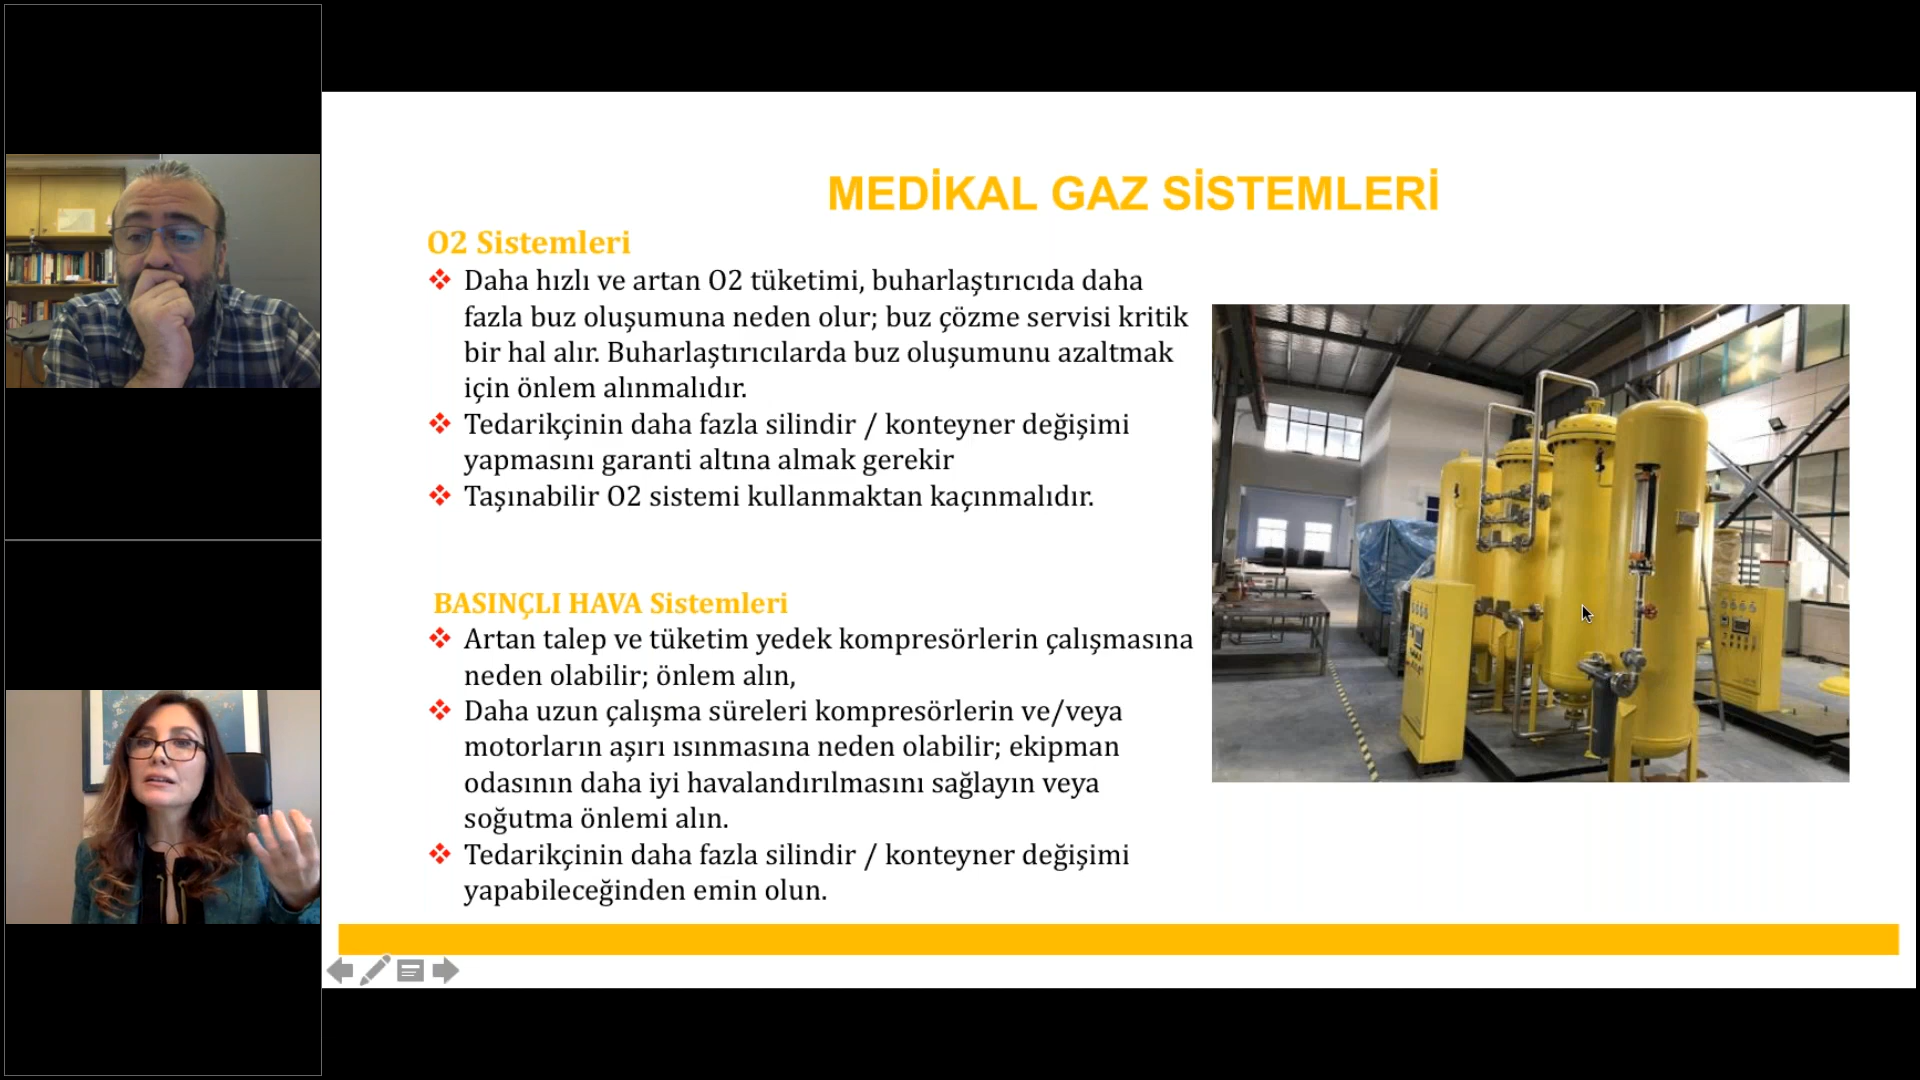 MEDİKAL GAZ SİSTEMLERİ
O2 Sistemleri
Daha hızlı ve artan O2 tüketimi, buharlaştırıcıda daha
fazla buz oluşumuna neden olur; buz çözme servisi kritik
bir hal alır. Buharlaştırıcılarda buz oluşumunu azaltmak
için önlem alınmalıdır.
Tedarikçinin daha fazla silindir / konteyner değişimi
yapmasını garanti altına almak gerekir
Taşınabilir O2 sistemi kullanmaktan kaçınmalıdır.
BASINÇLI HAVA Sistemleri
Artan talep ve tüketim yedek kompresörlerin çalışmasına
neden olabilir; önlem alın,
Daha uzun çalışma süreleri kompresörlerin ve/veya
motorların aşırı ısınmasına neden olabilir; ekipman
odasının daha iyi havalandırılmasını sağlayın veya
soğutma önlemi alın.
Tedarikçinin daha fazla silindir / konteyner değişimi
yapabileceğinden emin olun.